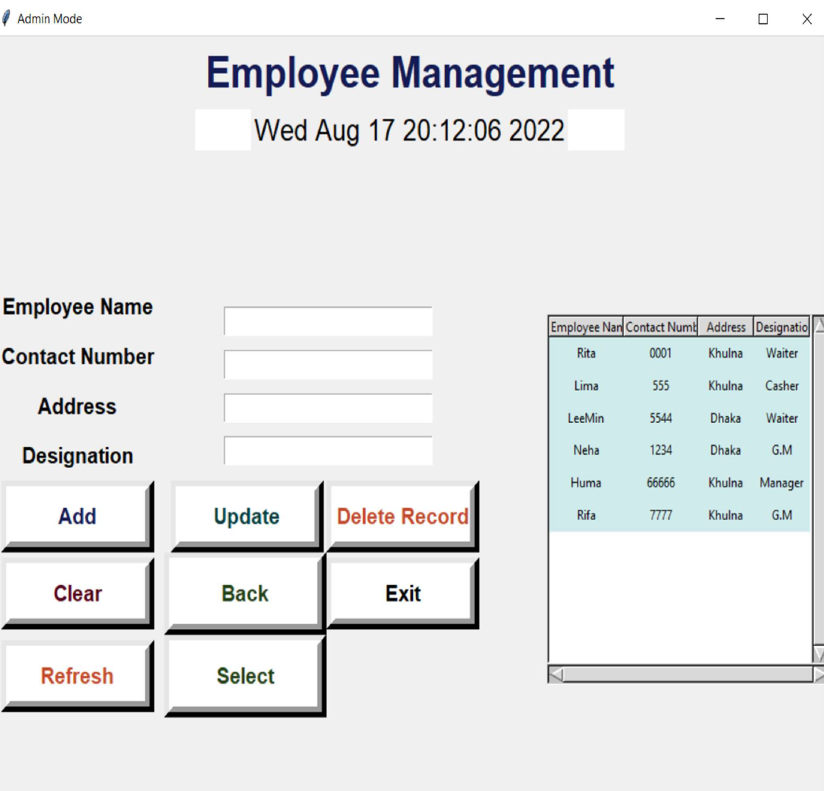 Admin Mode
Employee Management
Wed Aug 17 20:12:06 2022
Employee Name
Contact Number
Address
Designation
Add Update Delete Record
Clear Back Exit
Refresh Select
Employee Nan Contact Numb Address Designatio
Rita 0001 Khulna Waiter
Lima 555 Khulna Casher
LeeMin 5544 Dhaka Waiter
Neha 1234 Dhaka G.M
Huma 66666 Khulna Manager
Rifa 7777 Khulna G.M